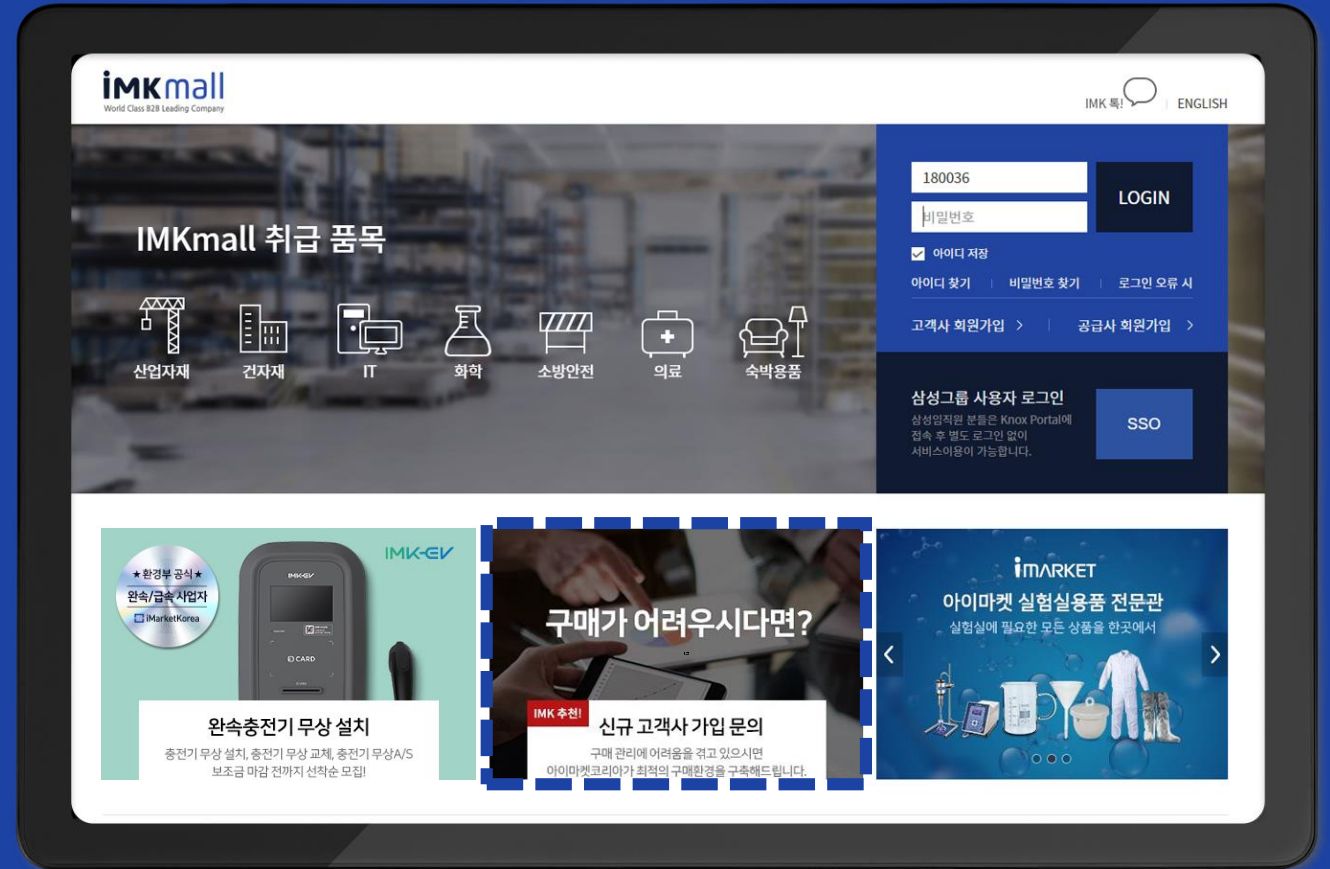 iMKmall
World Class B2B Leading Company
IMK 톡!
ENGLISH
IMKmall 취급 품목
산업자재
건자재
IT
화학
소방안전
의료
숙박용품
180036
비밀번호
LOGIN
아이디 저장
아이디 찾기
비밀번호 찾기
로그인 오류 시
고객사 회원가입 >
공급사 회원가입 >
삼성그룹 사용자 로그인
삼성임직원 분들은 Knox Portal에
접속 후 별도 로그인 없이
서비스이용이 가능합니다.
SSO
★환경부 공식★
완속/급속 사업자
iMarketKorea
IMK-EV
IMK-EV
CARD
완속충전기 무상 설치
충전기 무상 설치, 충전기 무상 교체, 충전기 무상A/S
보조금 마감 전까지 선착순 모집!
구매가 어려우시다면?
IMK 추천!
신규 고객사 가입 문의
구매 관리에 어려움을 겪고 있으시면
아이마켓코리아가 최적의 구매환경을 구축해드립니다.
iMARKET
아이마켓 실험실용품 전문관
실험실에 필요한 모든 상품을 한곳에서